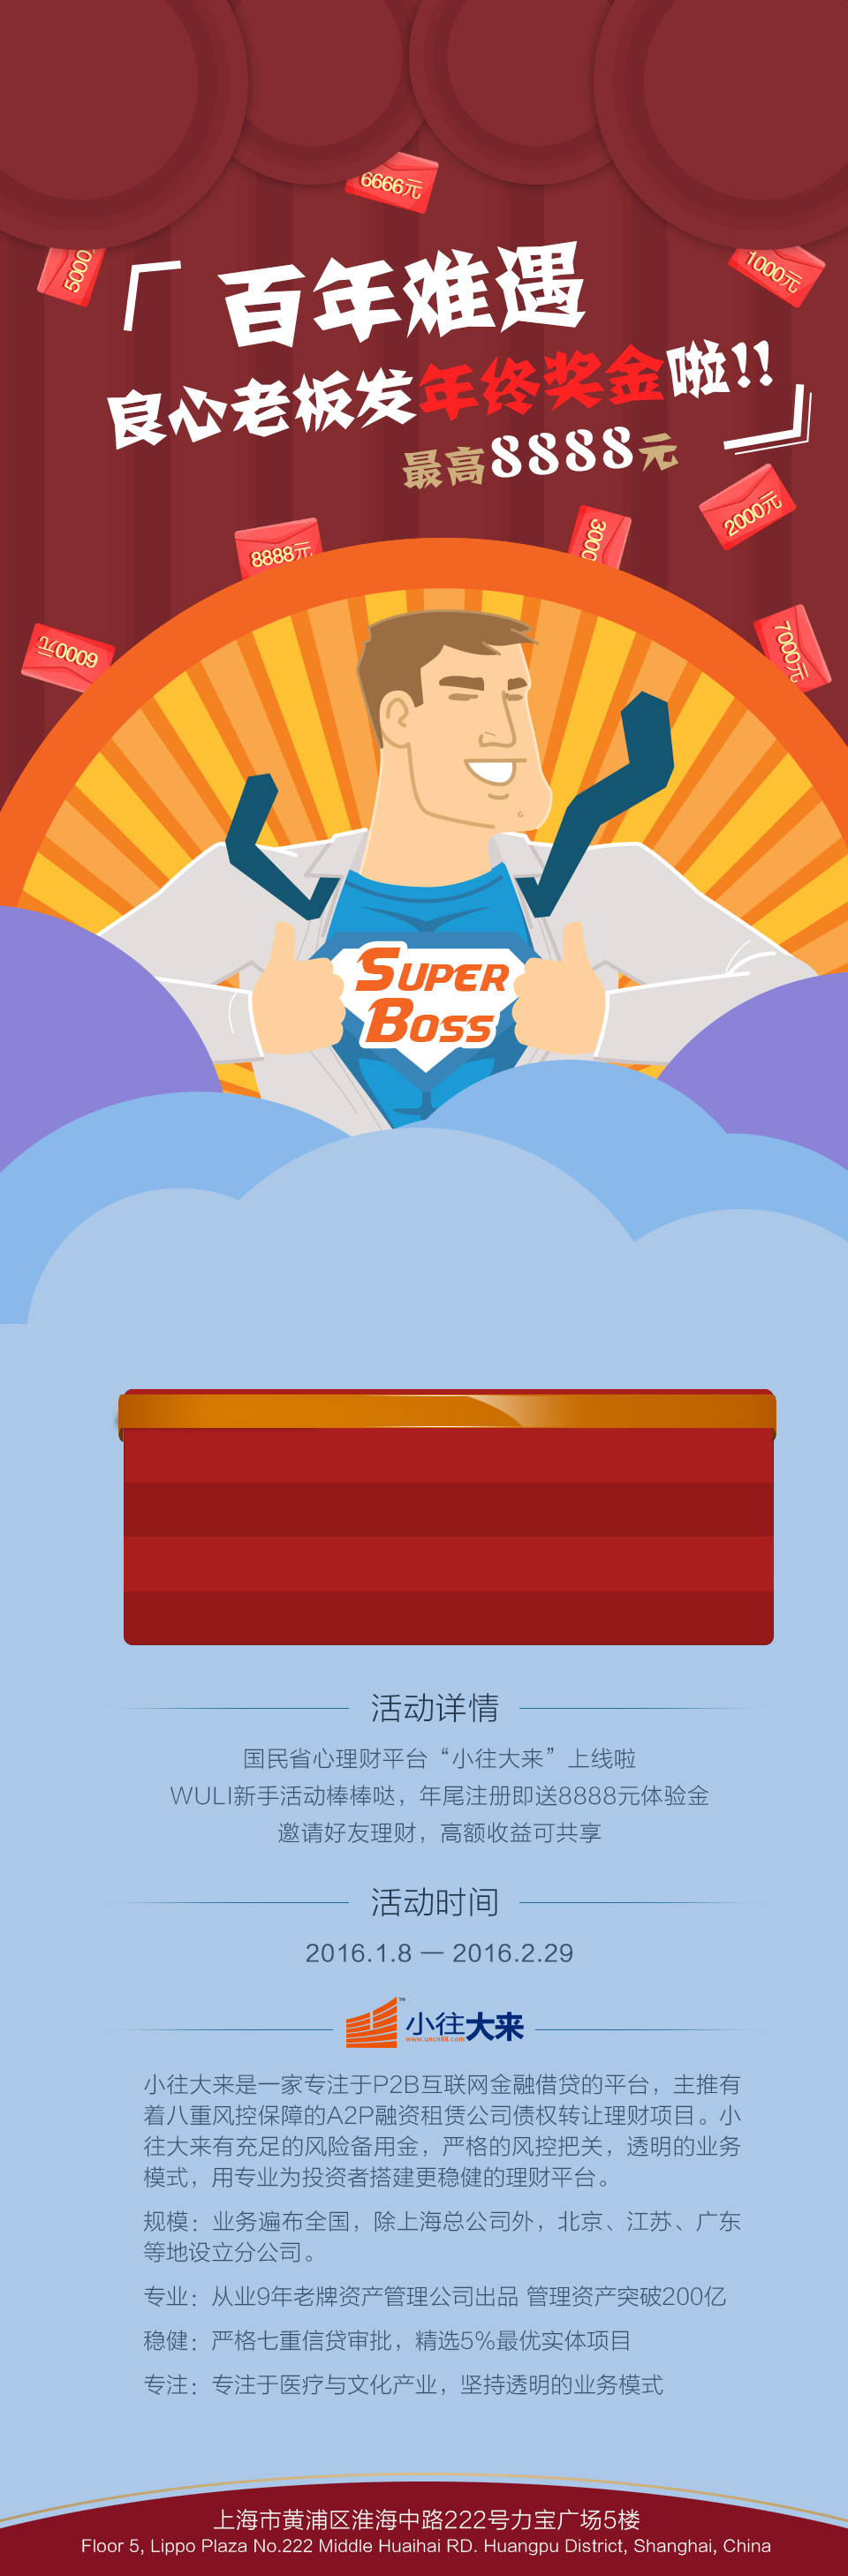 6666元
5000
1000元
「百年难遇
良心老板发年终奖金啦!!」
最高8888元
2000元
8888元
3000
6000元
7000元
SUPER
BOSS
活动详情
国民省心理财平台“小往大来”上线啦
WULI新手活动棒棒哒，年尾注册即送8888元体验金
邀请好友理财，高额收益可共享
活动时间
2016.1.8 — 2016.2.29
小往大来™
www.uncn88.com
小往大来是一家专注于P2B互联网金融借贷的平台，主推有
着八重风控保障的A2P融资租赁公司债权转让理财项目。小
往大来有充足的风险备用金，严格的风控把关，透明的业务
模式，用专业为投资者搭建更稳健的理财平台。
规模：业务遍布全国，除上海总公司外，北京、江苏、广东
等地设立分公司。
专业：从业9年老牌资产管理公司出品 管理资产突破200亿
稳健：严格七重信贷审批，精选5%最优实体项目
专注：专注于医疗与文化产业，坚持透明的业务模式
上海市黄浦区淮海中路222号力宝广场5楼
Floor 5, Lippo Plaza No.222 Middle Huaihai RD. Huangpu District, Shanghai, China